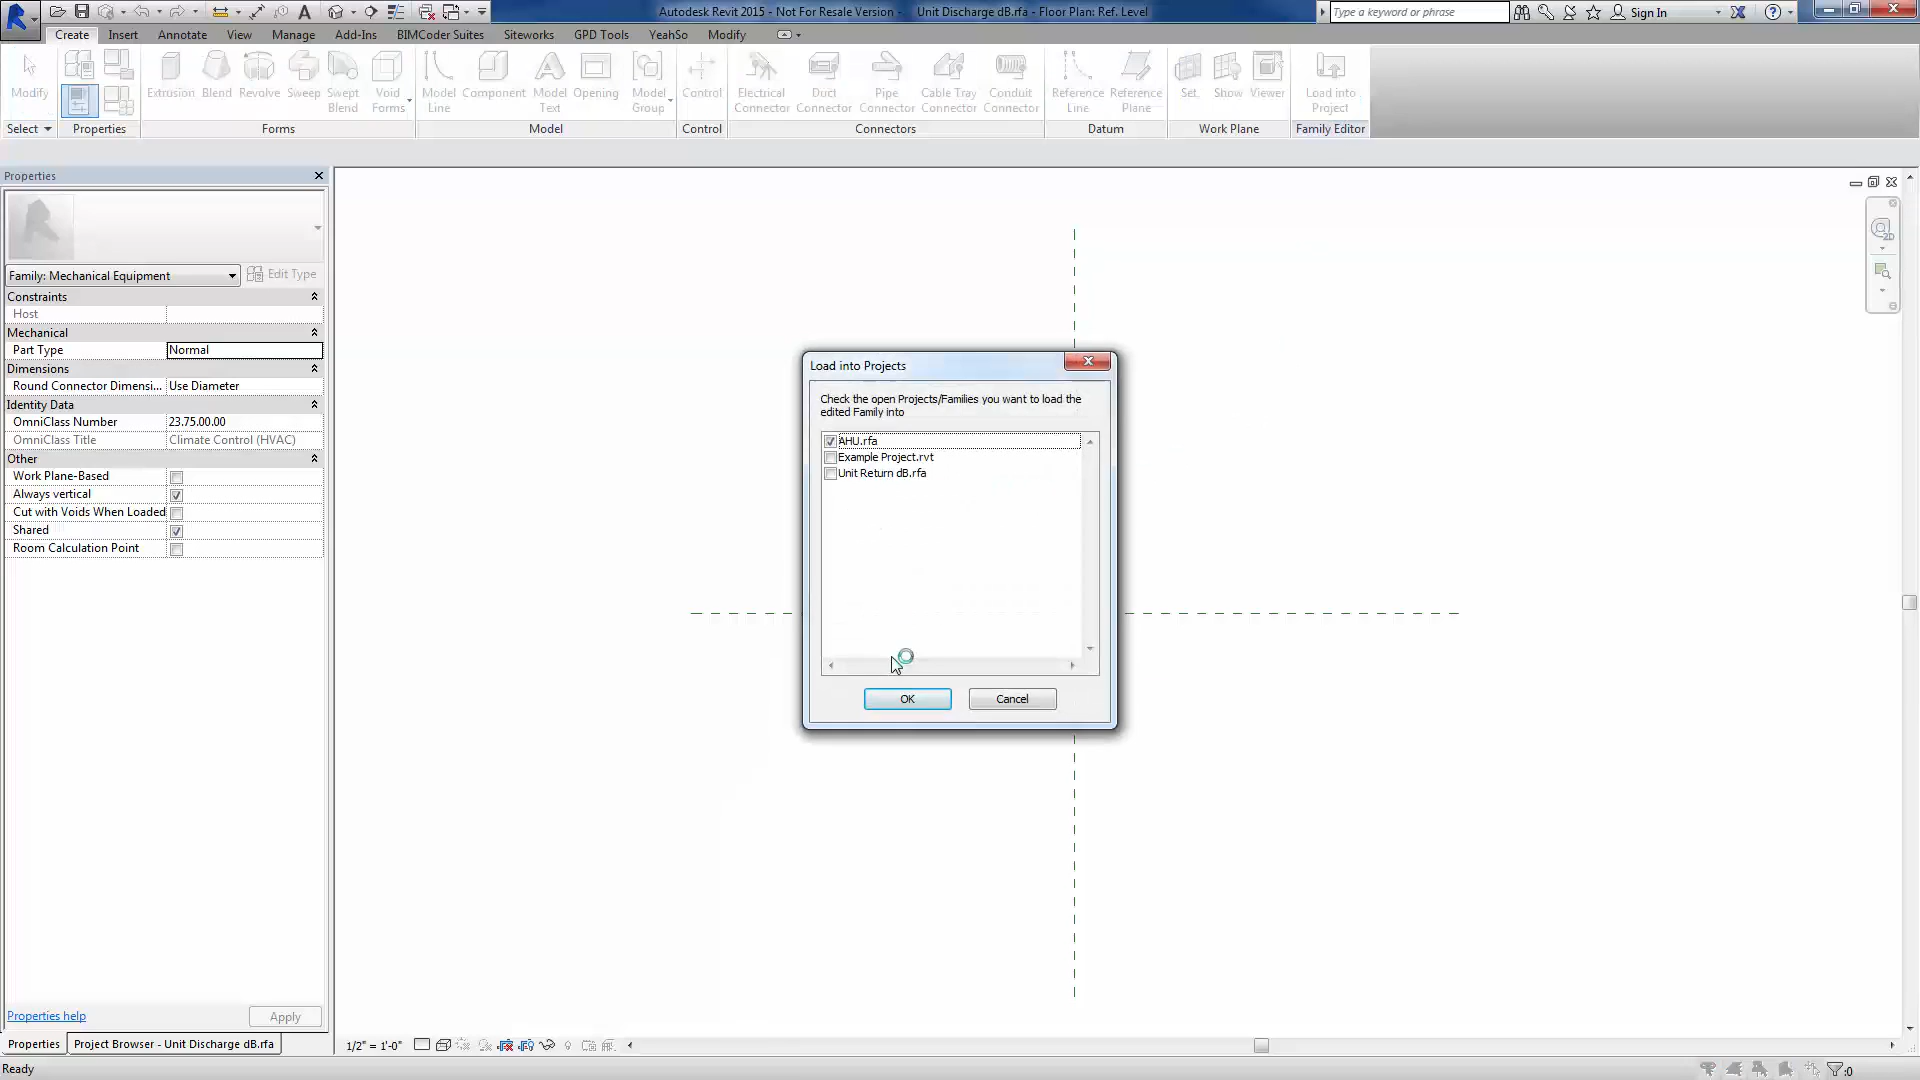 Autodesk Revit 2015 - Not For Resale Version - Unit Discharge dB.rfa - Floor Plan: Ref. Level
Type a keyword or phrase
Sign In
Create Insert Annotate View Manage Add-Ins BIMCoder Suites Siteworks GPD Tools YeahSo Modify
Modify Extrusion Blend Revolve Sweep Swept Blend Void Forms Model Line Component Model Text Opening Model Group Control Electrical Connector Duct Connector Pipe Connector Cable Tray Connector Conduit Connector Reference Line Reference Plane Set Show Viewer Load into Project
Select Properties Forms Model Control Connectors Datum Work Plane Family Editor
Properties
Family: Mechanical Equipment Edit Type
Constraints
Host
Mechanical
Part Type Normal
Dimensions
Round Connector Dimensi... Use Diameter
Identity Data
OmniClass Number 23.75.00.00
OmniClass Title Climate Control (HVAC)
Other
Work Plane-Based
Always vertical
Cut with Voids When Loaded
Shared
Room Calculation Point
Load into Projects
Check the open Projects/Families you want to load the
edited Family into
AHU.rfa
Example Project.rvt
Unit Return dB.rfa
OK Cancel
2D
Properties help Apply
Properties Project Browser - Unit Discharge dB.rfa
1/2" = 1'-0"
Ready
:0